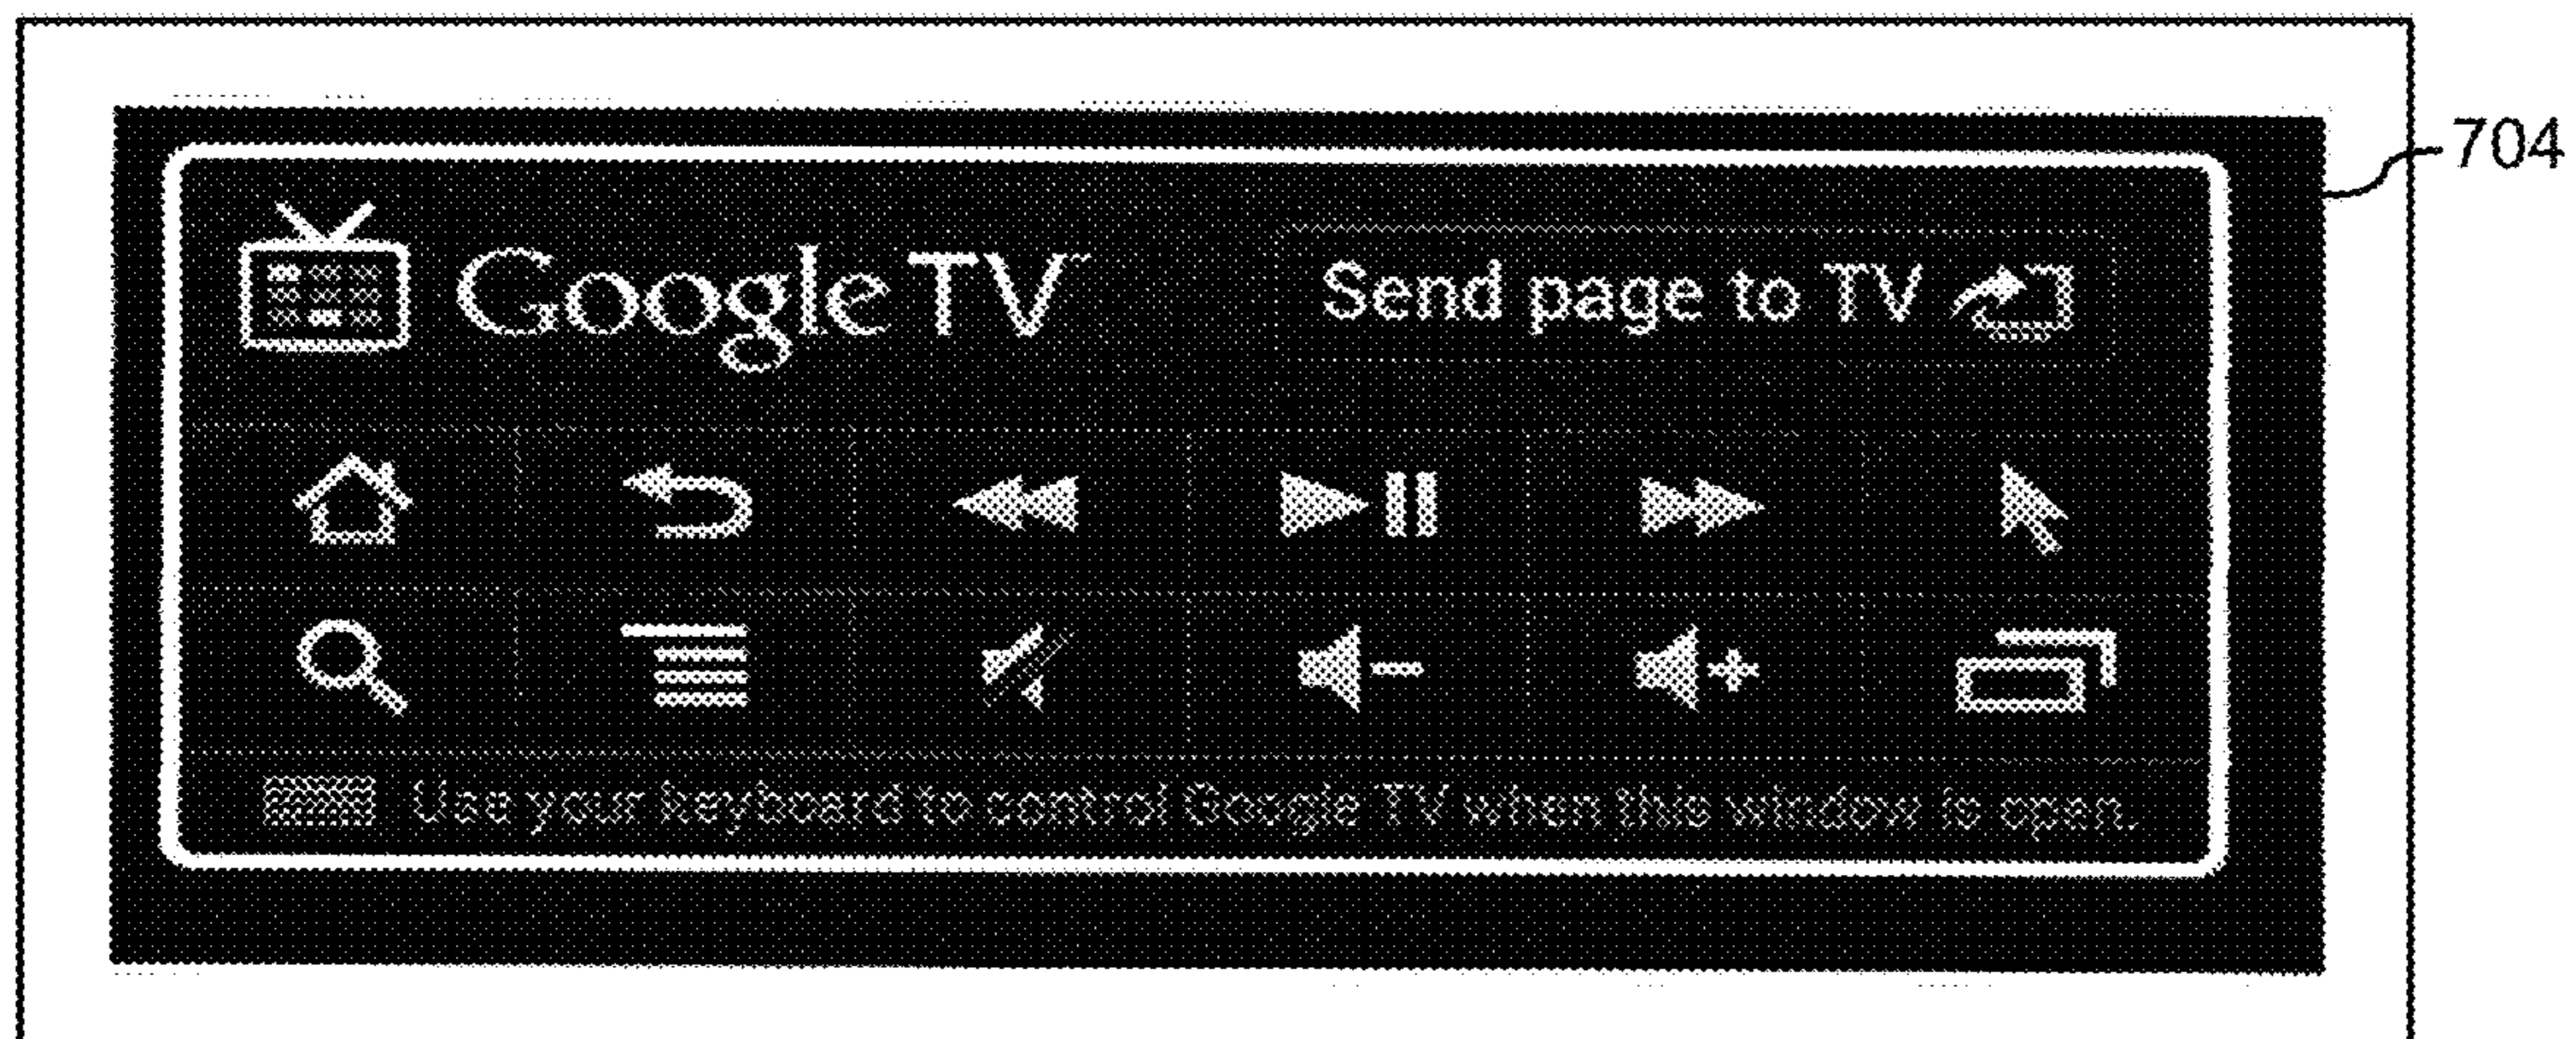 704
Google TV
Send page to TV
Use your keyboard to control Google TV when this window is open.